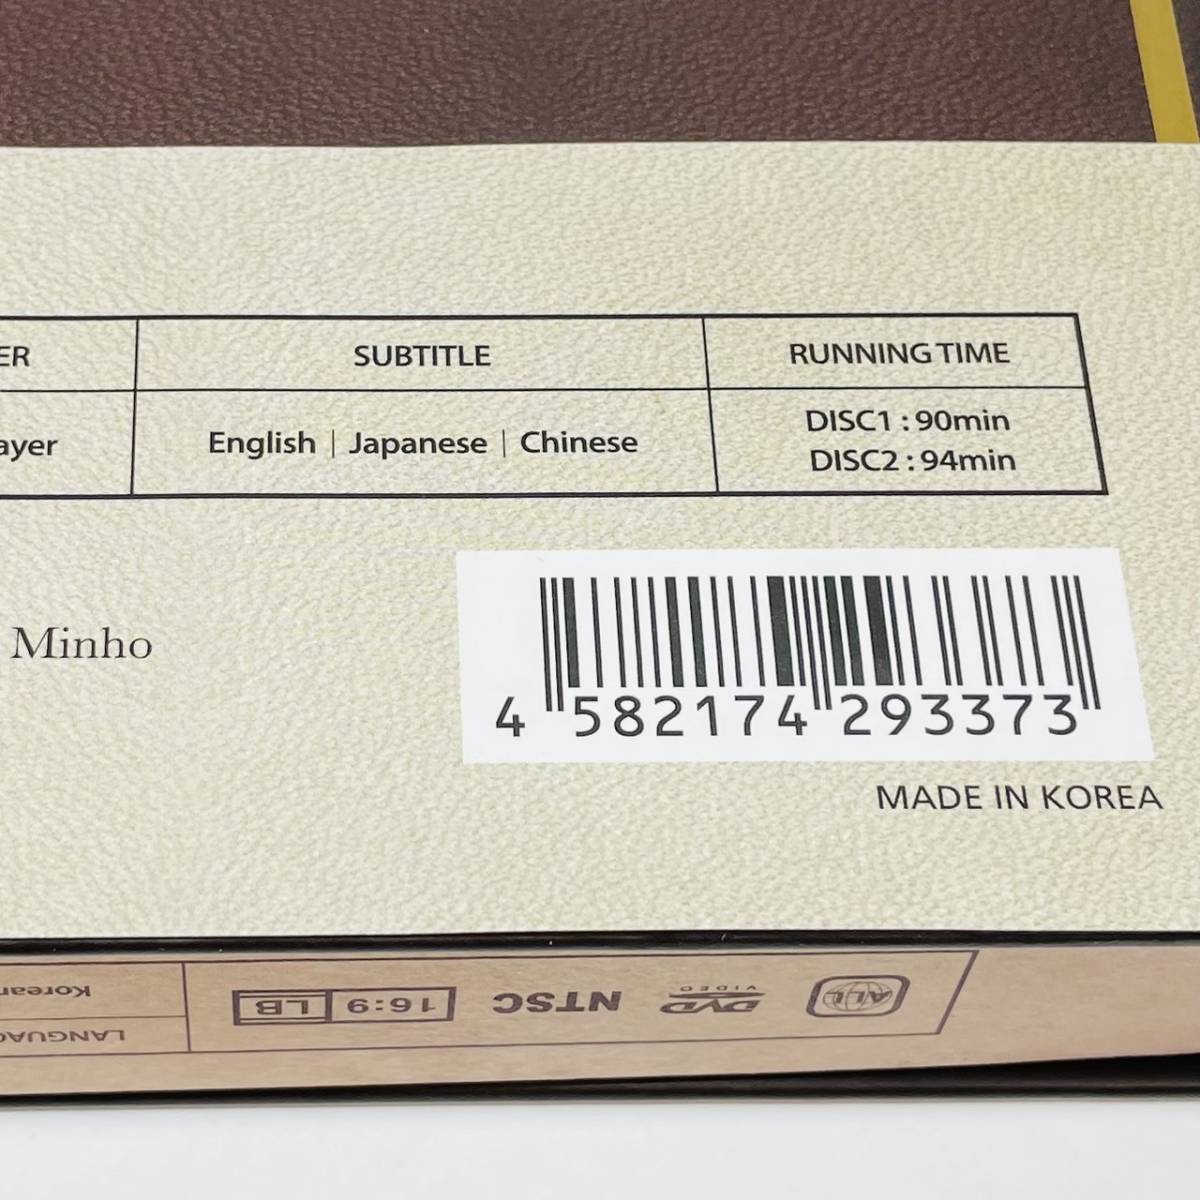 ER SUBTITLE RUNNING TIME
ayer English | Japanese | Chinese DISC1 : 90min
DISC2 : 94min
Minho
4 582174 293373
MADE IN KOREA
ALL DVD VIDEO NTSC 16:9 LB
LANGUAG
Korean